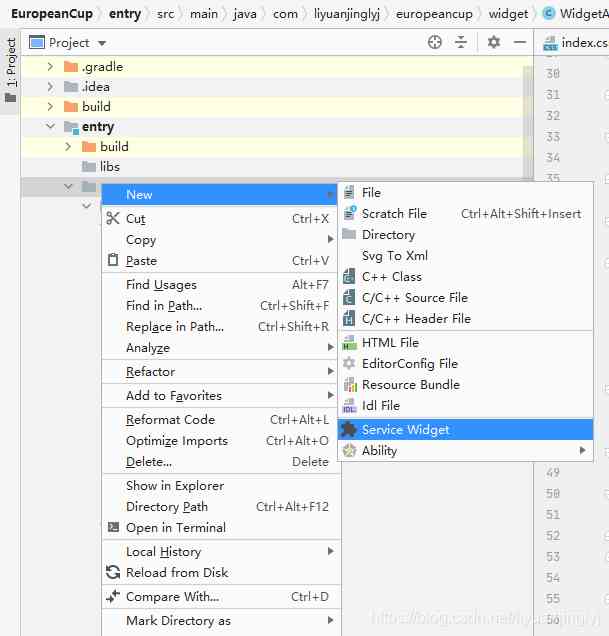 EuropeanCup entry src main java com liyuanjinglyj europeancup widget WidgetA
1: Project
Project
index.cs
.gradle
30
.idea
31
build
32
entry
33
build
34
libs
35
New
Cut Ctrl+X
Copy
Paste Ctrl+V
Find Usages Alt+F7
Find in Path... Ctrl+Shift+F
Replace in Path... Ctrl+Shift+R
Analyze
Refactor
Add to Favorites
Reformat Code Ctrl+Alt+L
Optimize Imports Ctrl+Alt+O
Delete... Delete
Show in Explorer
Directory Path Ctrl+Alt+F12
Open in Terminal
Local History
Reload from Disk
Compare With... Ctrl+D
Mark Directory as
File
Scratch File Ctrl+Alt+Shift+Insert
Directory
Svg To Xml
C++ Class
C/C++ Source File
C/C++ Header File
HTML File
EditorConfig File
Resource Bundle
Idl File
Service Widget
Ability
49
50
51
52
53
54
55
56
https://blog.csdn.net/liyuanjinglyj